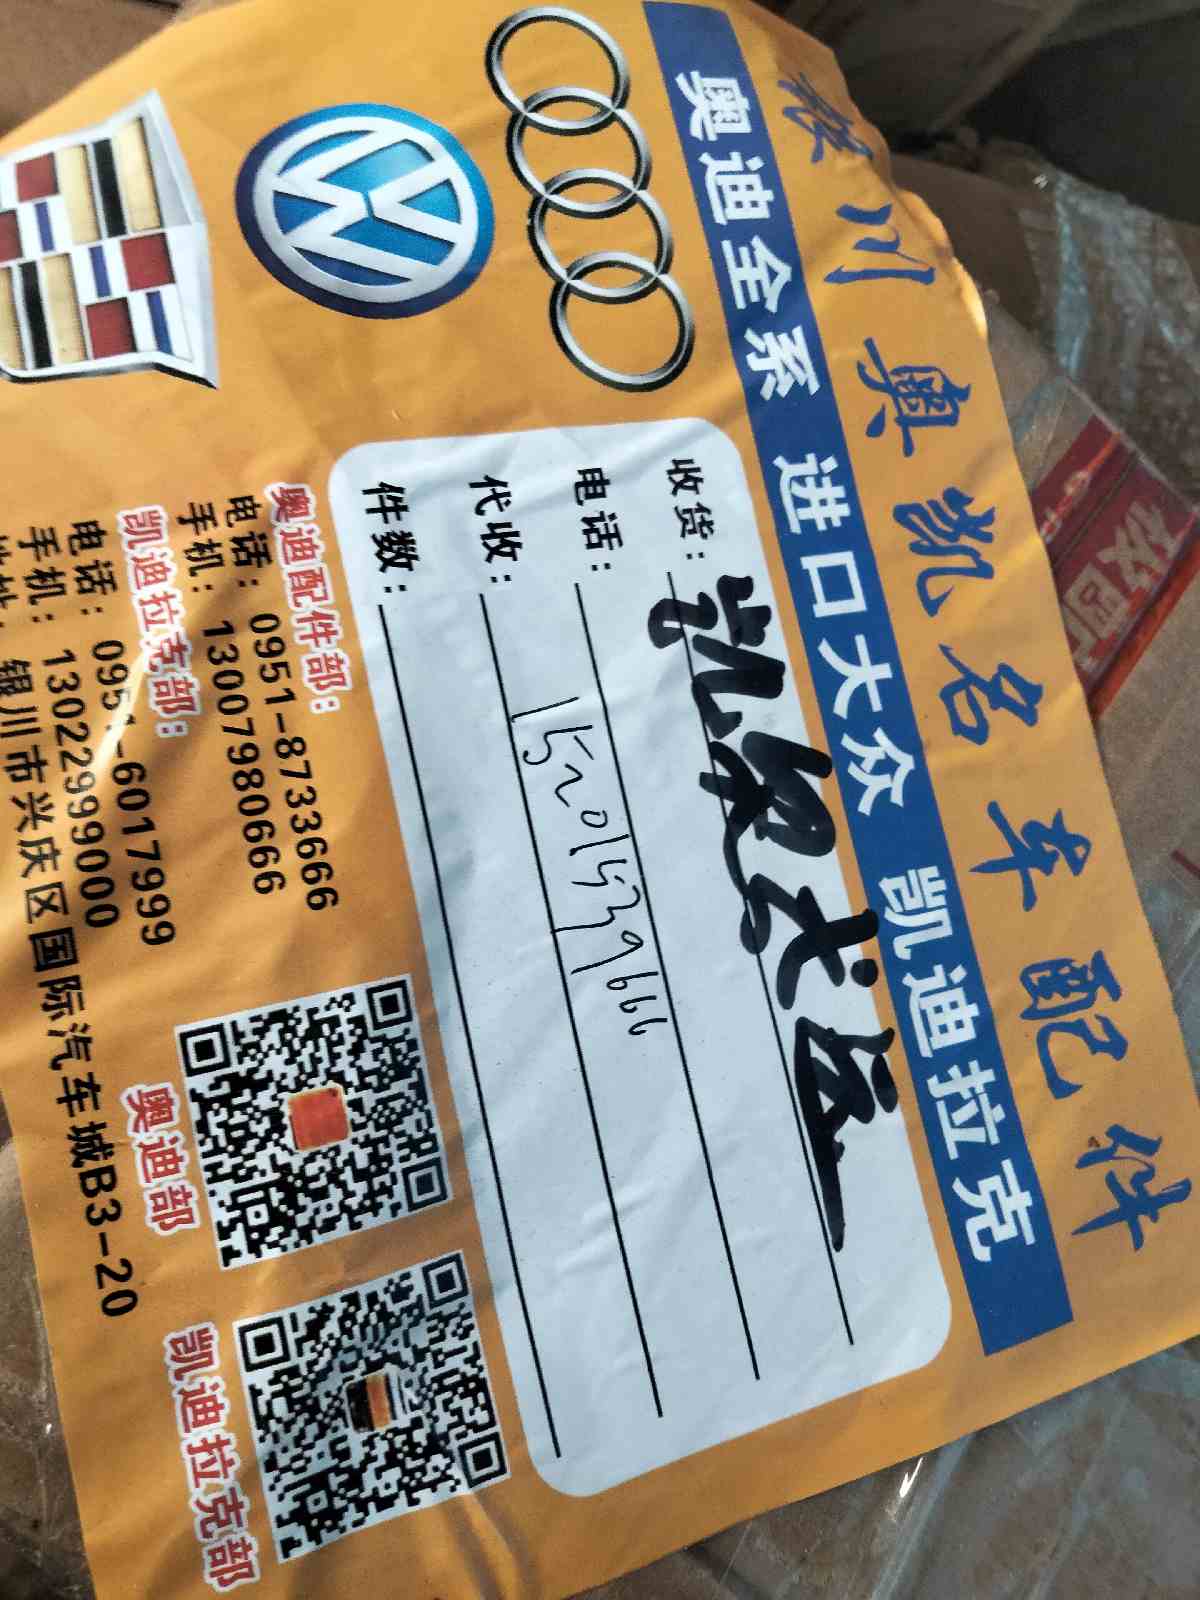 川奥凯名车配件
奥迪全系 进口大众 凯迪拉克
收货：凯
电话：15201539666
代收：
件数：
奥迪配件部：
电话：0951-8733666
手机：13007980666
凯迪拉克部：
电话：0951-6017999
手机：13022999000
银川市兴庆区国际汽车城B3-20
奥迪部
凯迪拉克部